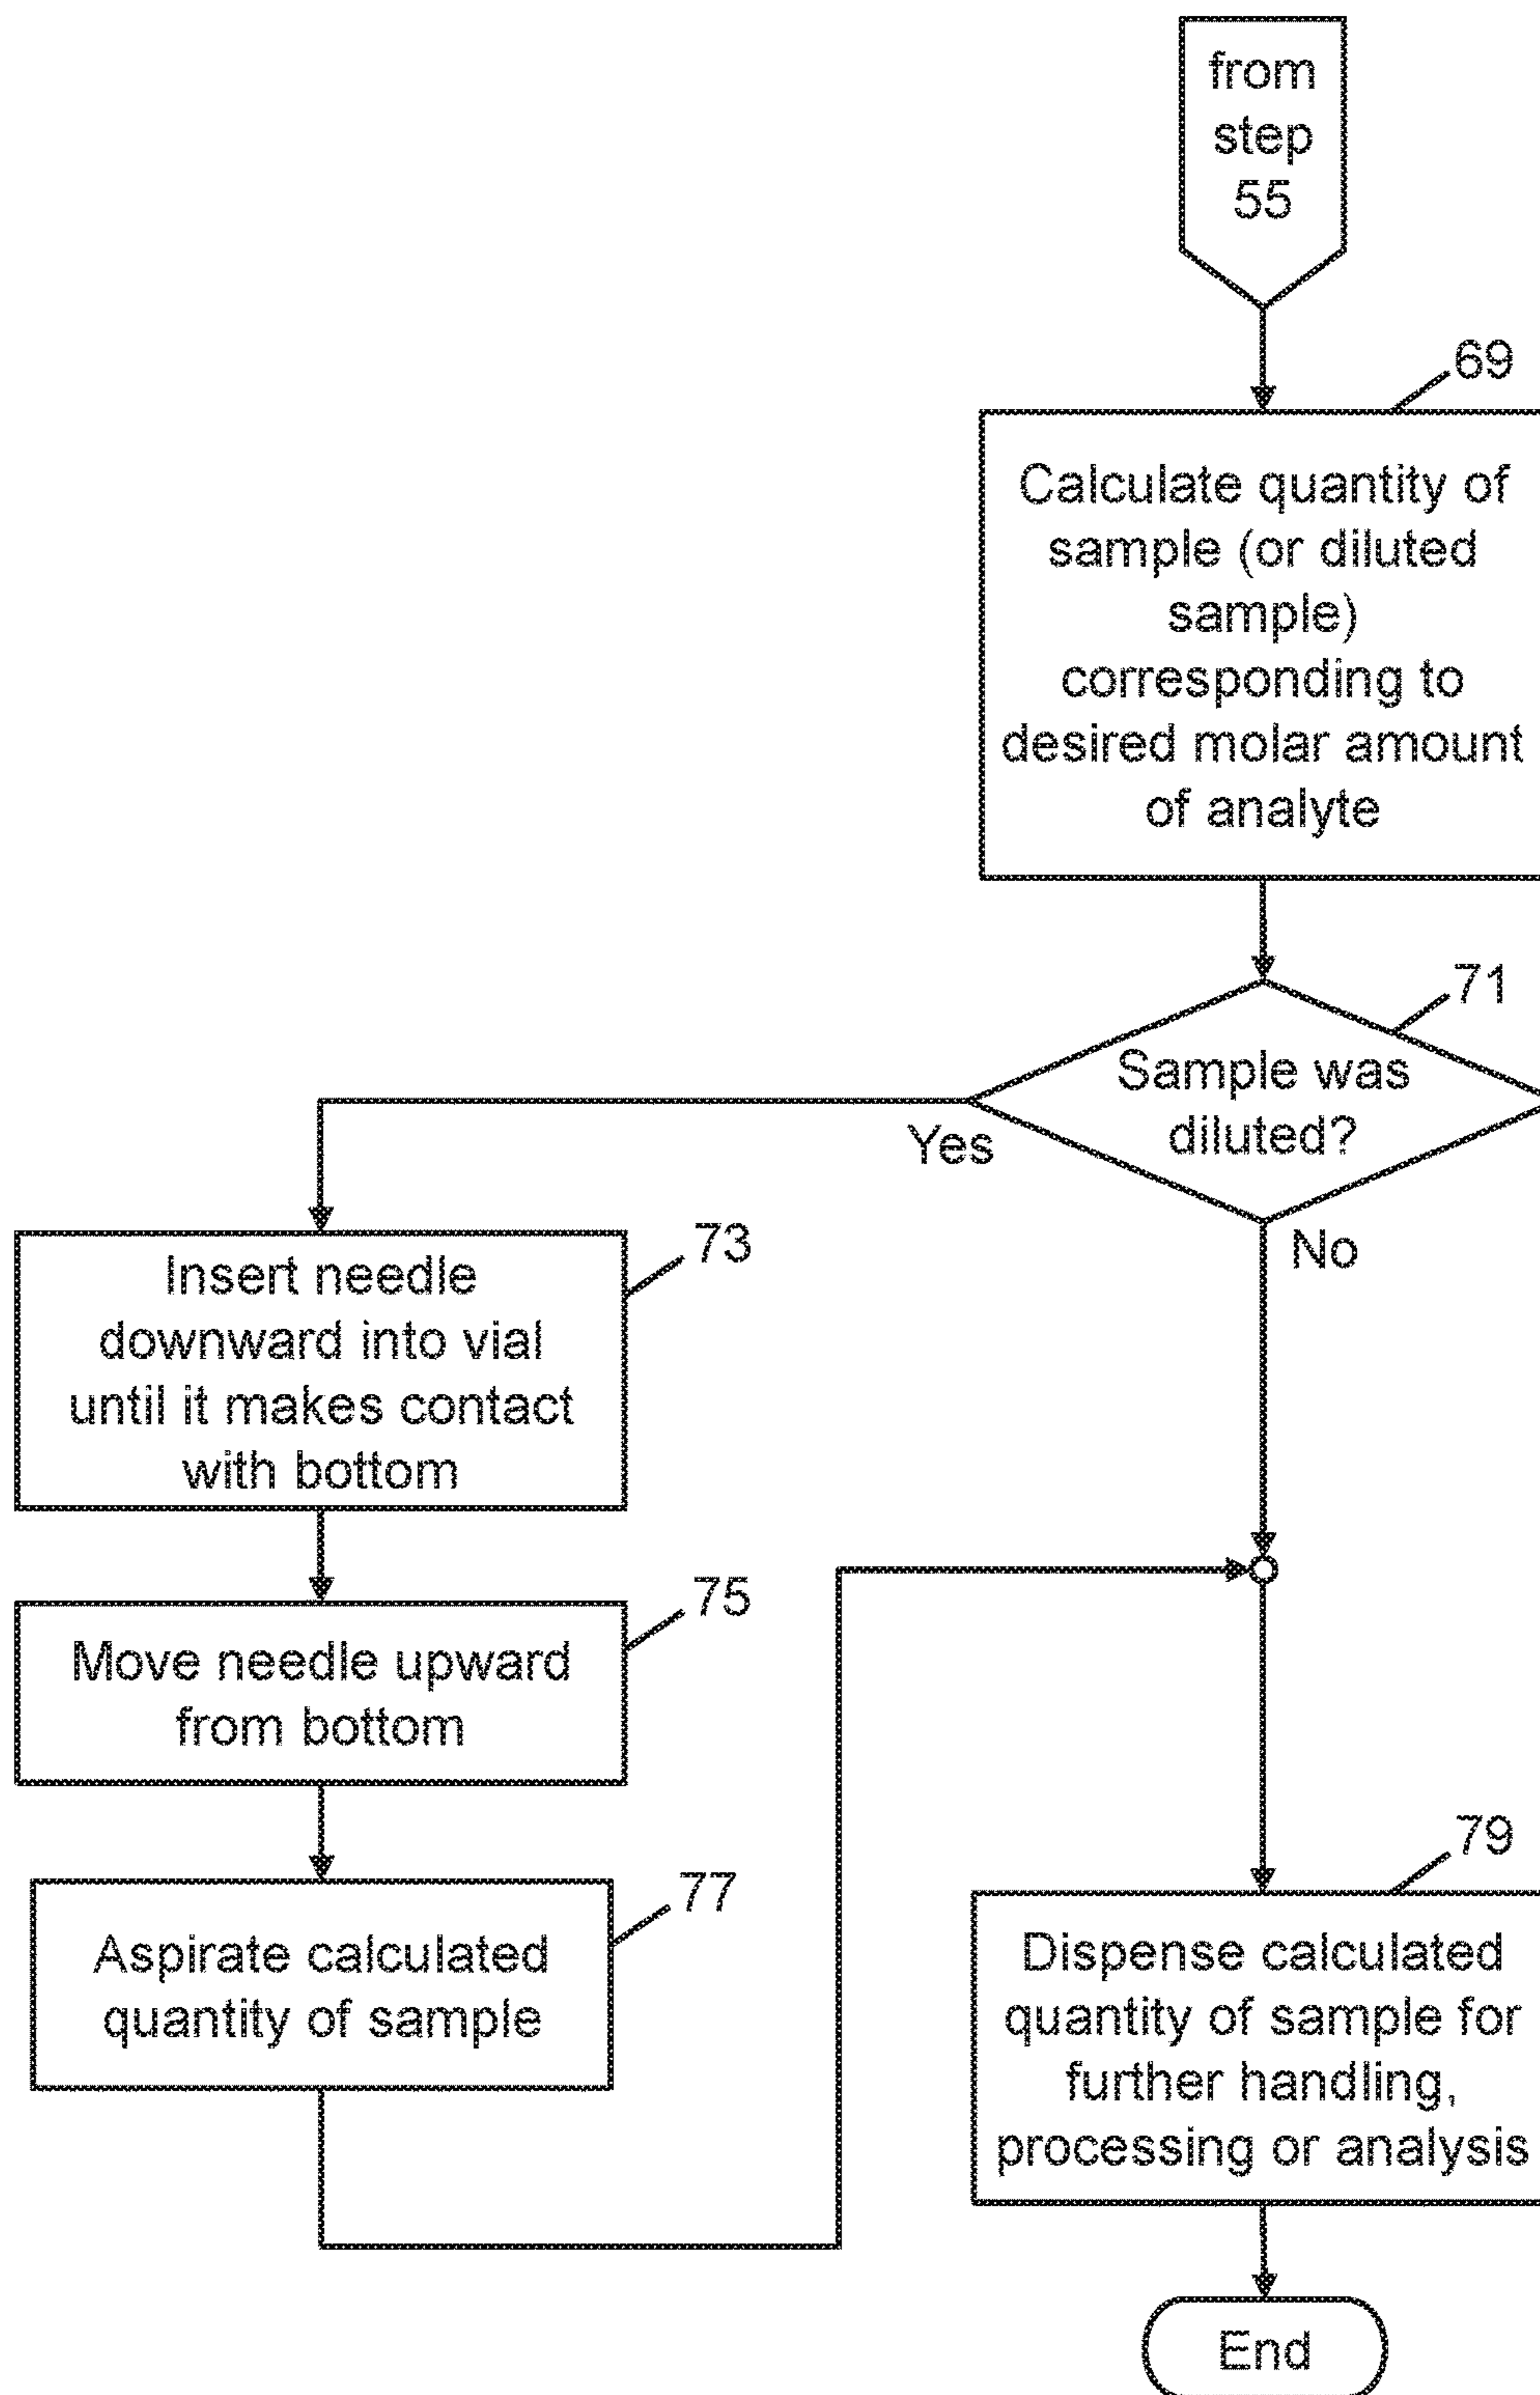 from
step
55
69
Calculate quantity of
sample (or diluted
sample)
corresponding to
desired molar amount
of analyte
71
Sample was
diluted?
Yes
No
73
Insert needle
downward into vial
until it makes contact
with bottom
75
Move needle upward
from bottom
77
Aspirate calculated
quantity of sample
79
Dispense calculated
quantity of sample for
further handling,
processing or analysis
End